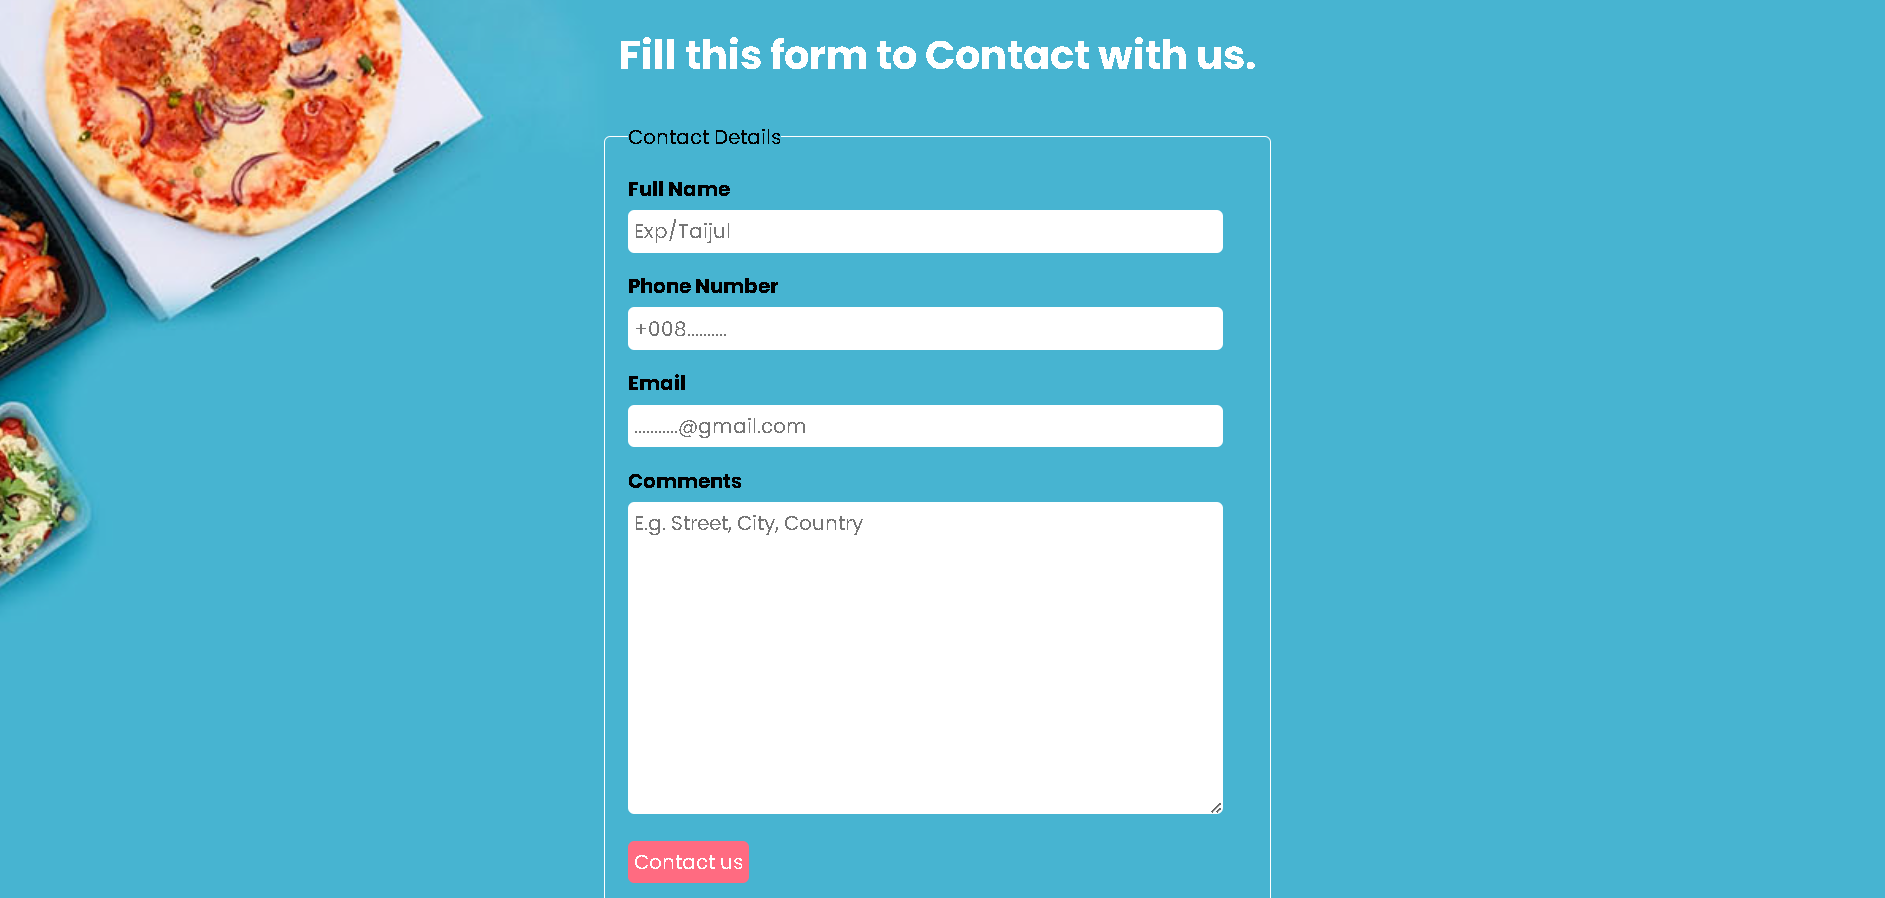 Fill this form to Contact with us.
Contact Details
Full Name
Exp/Taijul
Phone Number
+008..........
Email
...........@gmail.com
Comments
E.g. Street, City, Country
Contact us